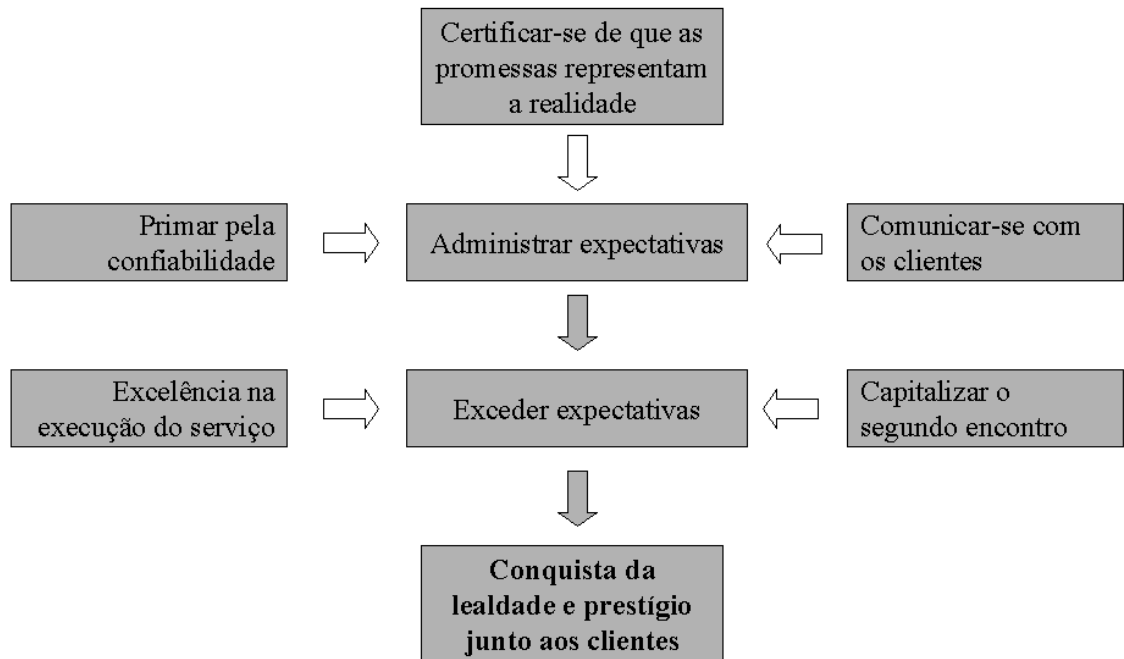 Certificar-se de que as
promessas representam
a realidade
Primar pela
confiabilidade
Administrar expectativas
Comunicar-se com
os clientes
Excelência na
execução do serviço
Exceder expectativas
Capitalizar o
segundo encontro
Conquista da
lealdade e prestígio
junto aos clientes